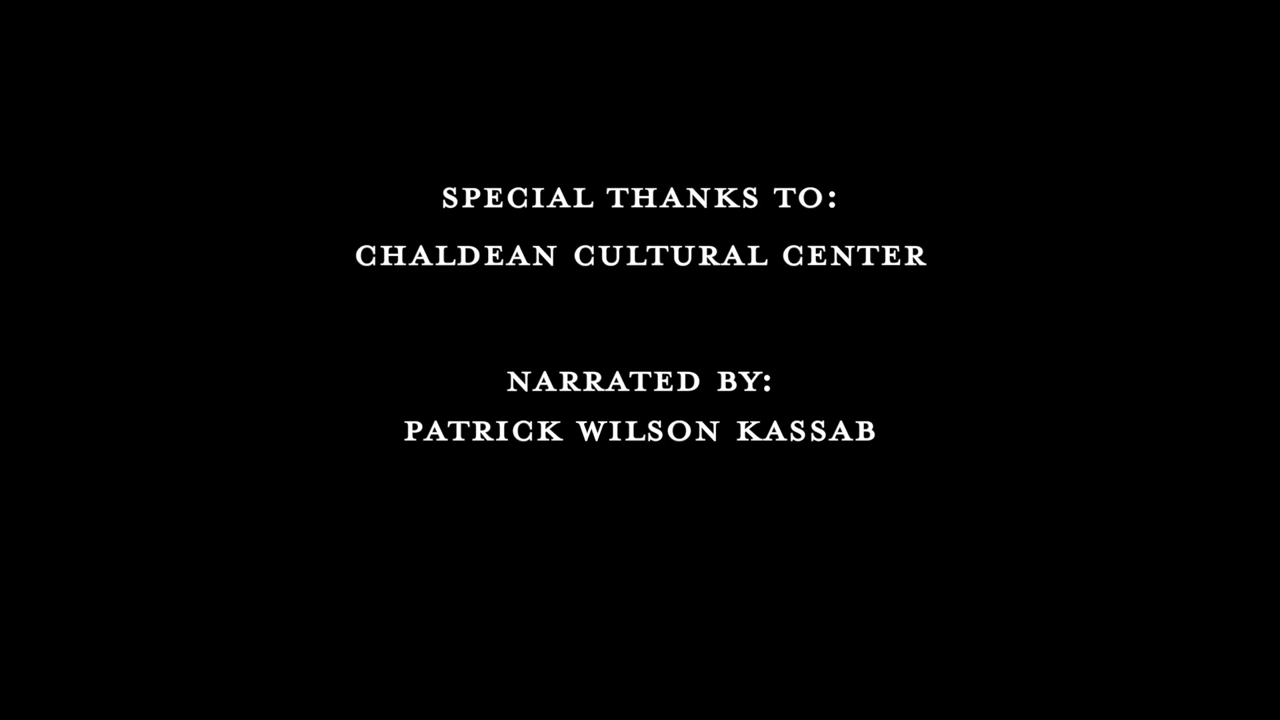 SPECIAL THANKS TO:
CHALDEAN CULTURAL CENTER
NARRATED BY:
PATRICK WILSON KASSAB